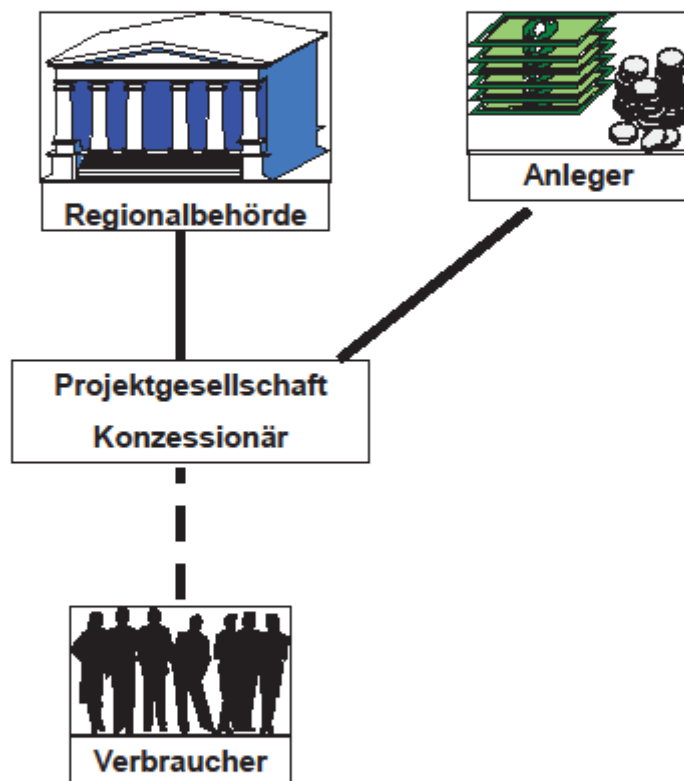 Regionalbehörde
Anleger
Projektgesellschaft
Konzessionär
Verbraucher